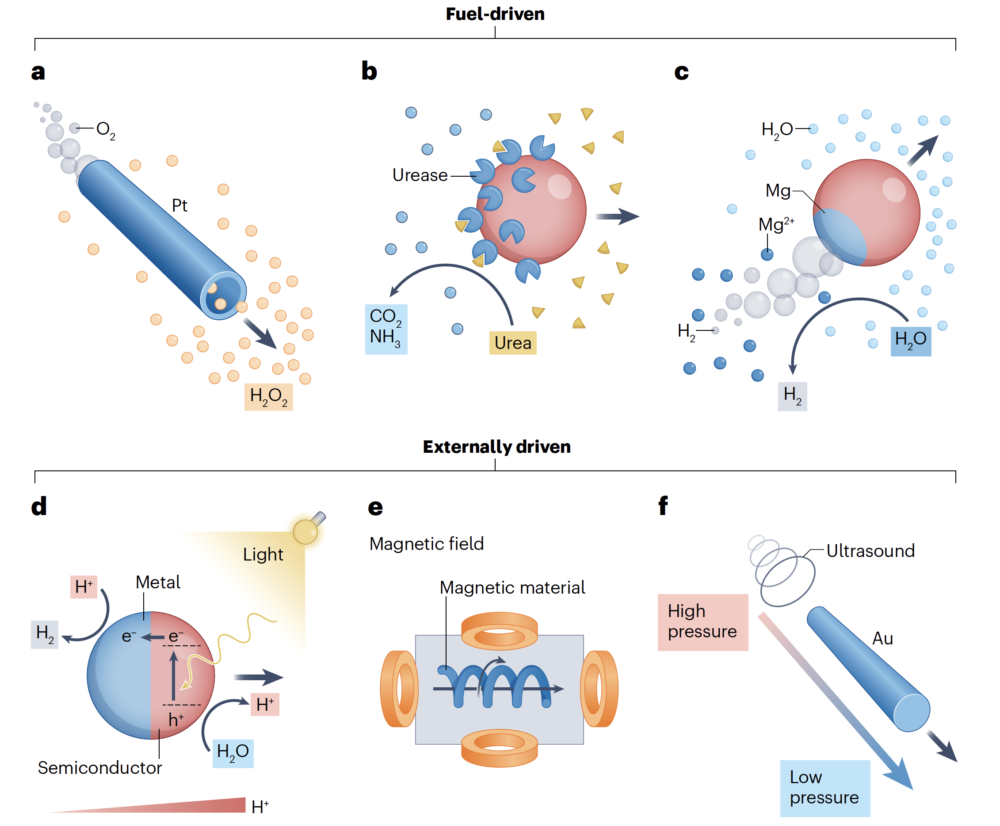 Fuel-driven
a
O₂
Pt
H₂O₂
b
Urease
CO₂
NH₃
Urea
c
H₂O
Mg
Mg²⁺
H₂
H₂O
H₂
Externally driven
d
Light
Metal
H⁺
H₂
e⁻
e⁻
h⁺
H⁺
H₂O
Semiconductor
H⁺
e
Magnetic field
Magnetic material
f
Ultrasound
High
pressure
Au
Low
pressure